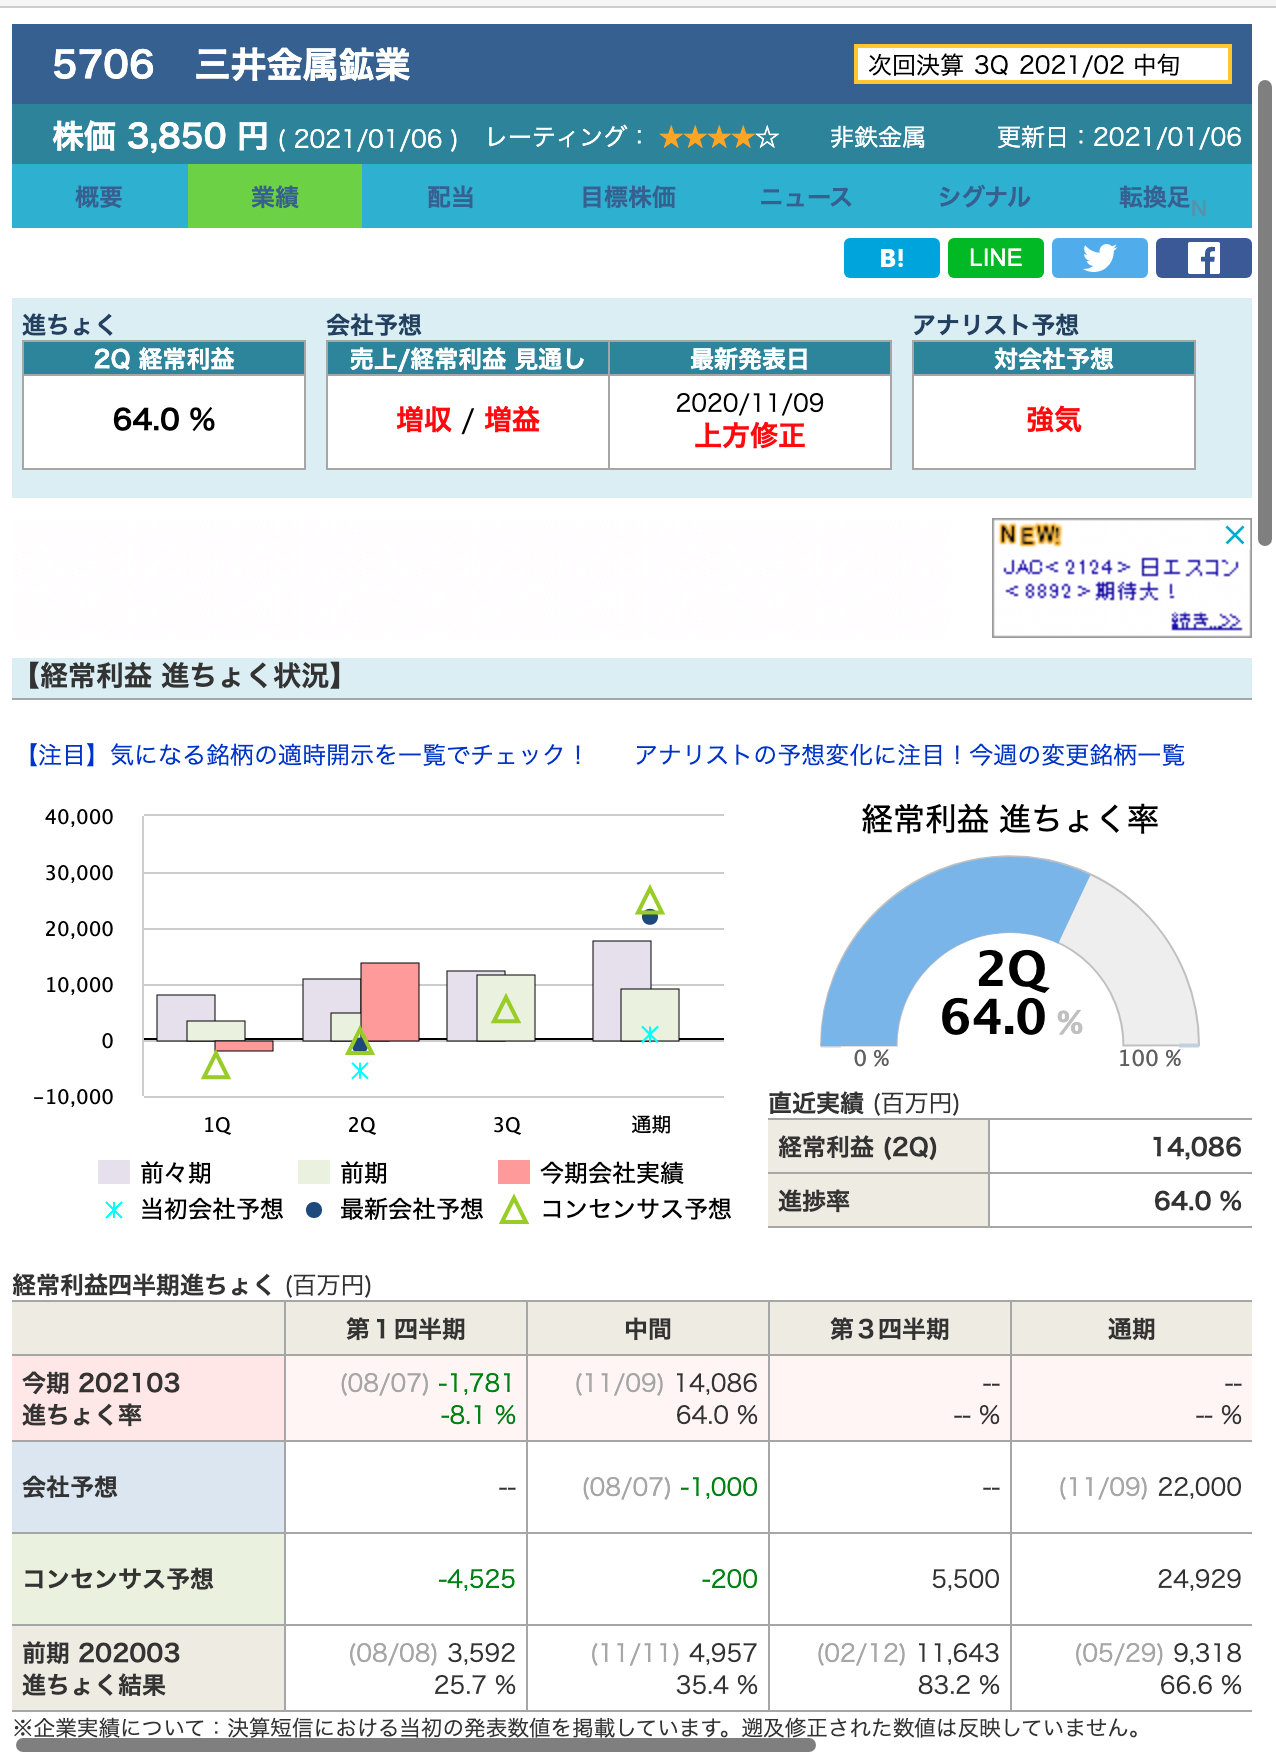 5706 三井金属鉱業
次回決算 3Q 2021/02 中旬
株価 3,850 円 ( 2021/01/06 ) レーティング： ★★★★☆ 非鉄金属 更新日：2021/01/06
概要 業績 配当 目標株価 ニュース シグナル 転換足N
B! LINE
進ちょく 会社予想 アナリスト予想
2Q 経常利益 売上/経常利益 見通し 最新発表日 対会社予想
64.0 % 増収 / 増益 2020/11/09 強気
上方修正
NEW!
JAC<2124> 日エスコン
<8892>期待大！
続き..>>
【経常利益 進ちょく状況】
【注目】気になる銘柄の適時開示を一覧でチェック！ アナリストの予想変化に注目！今週の変更銘柄一覧
40,000
30,000
20,000
10,000
0
-10,000
1Q 2Q 3Q 通期
前々期 前期 今期会社実績
当初会社予想 最新会社予想 コンセンサス予想
経常利益 進ちょく率
2Q
64.0 %
0 % 100 %
直近実績 (百万円)
経常利益 (2Q) 14,086
進捗率 64.0 %
経常利益四半期進ちょく (百万円)
第１四半期 中間 第３四半期 通期
今期 202103 (08/07) -1,781 (11/09) 14,086 -- --
進ちょく率 -8.1 % 64.0 % -- % -- %
会社予想 -- (08/07) -1,000 -- (11/09) 22,000
コンセンサス予想 -4,525 -200 5,500 24,929
前期 202003 (08/08) 3,592 (11/11) 4,957 (02/12) 11,643 (05/29) 9,318
進ちょく結果 25.7 % 35.4 % 83.2 % 66.6 %
※企業実績について：決算短信における当初の発表数値を掲載しています。遡及修正された数値は反映していません。